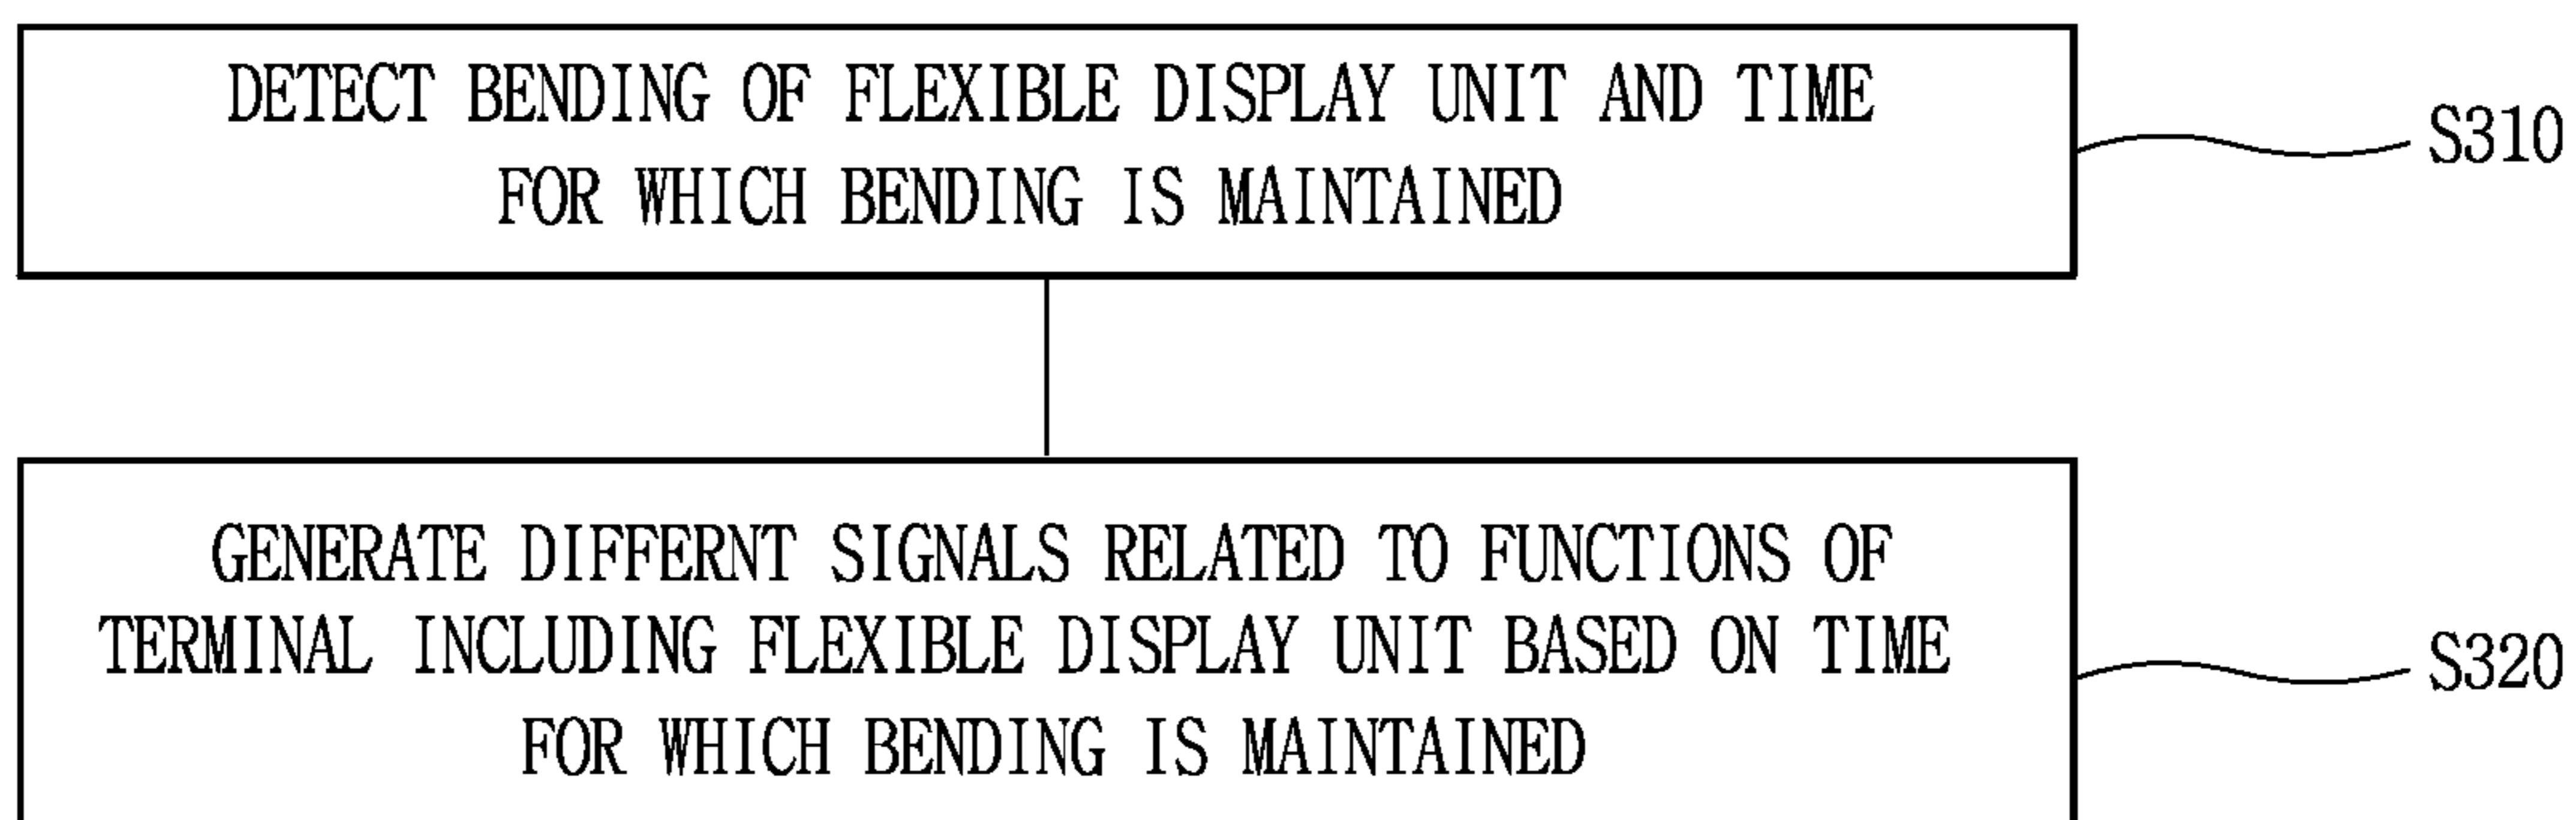 DETECT BENDING OF FLEXIBLE DISPLAY UNIT AND TIME
FOR WHICH BENDING IS MAINTAINED
S310
GENERATE DIFFERNT SIGNALS RELATED TO FUNCTIONS OF
TERMINAL INCLUDING FLEXIBLE DISPLAY UNIT BASED ON TIME
FOR WHICH BENDING IS MAINTAINED
S320